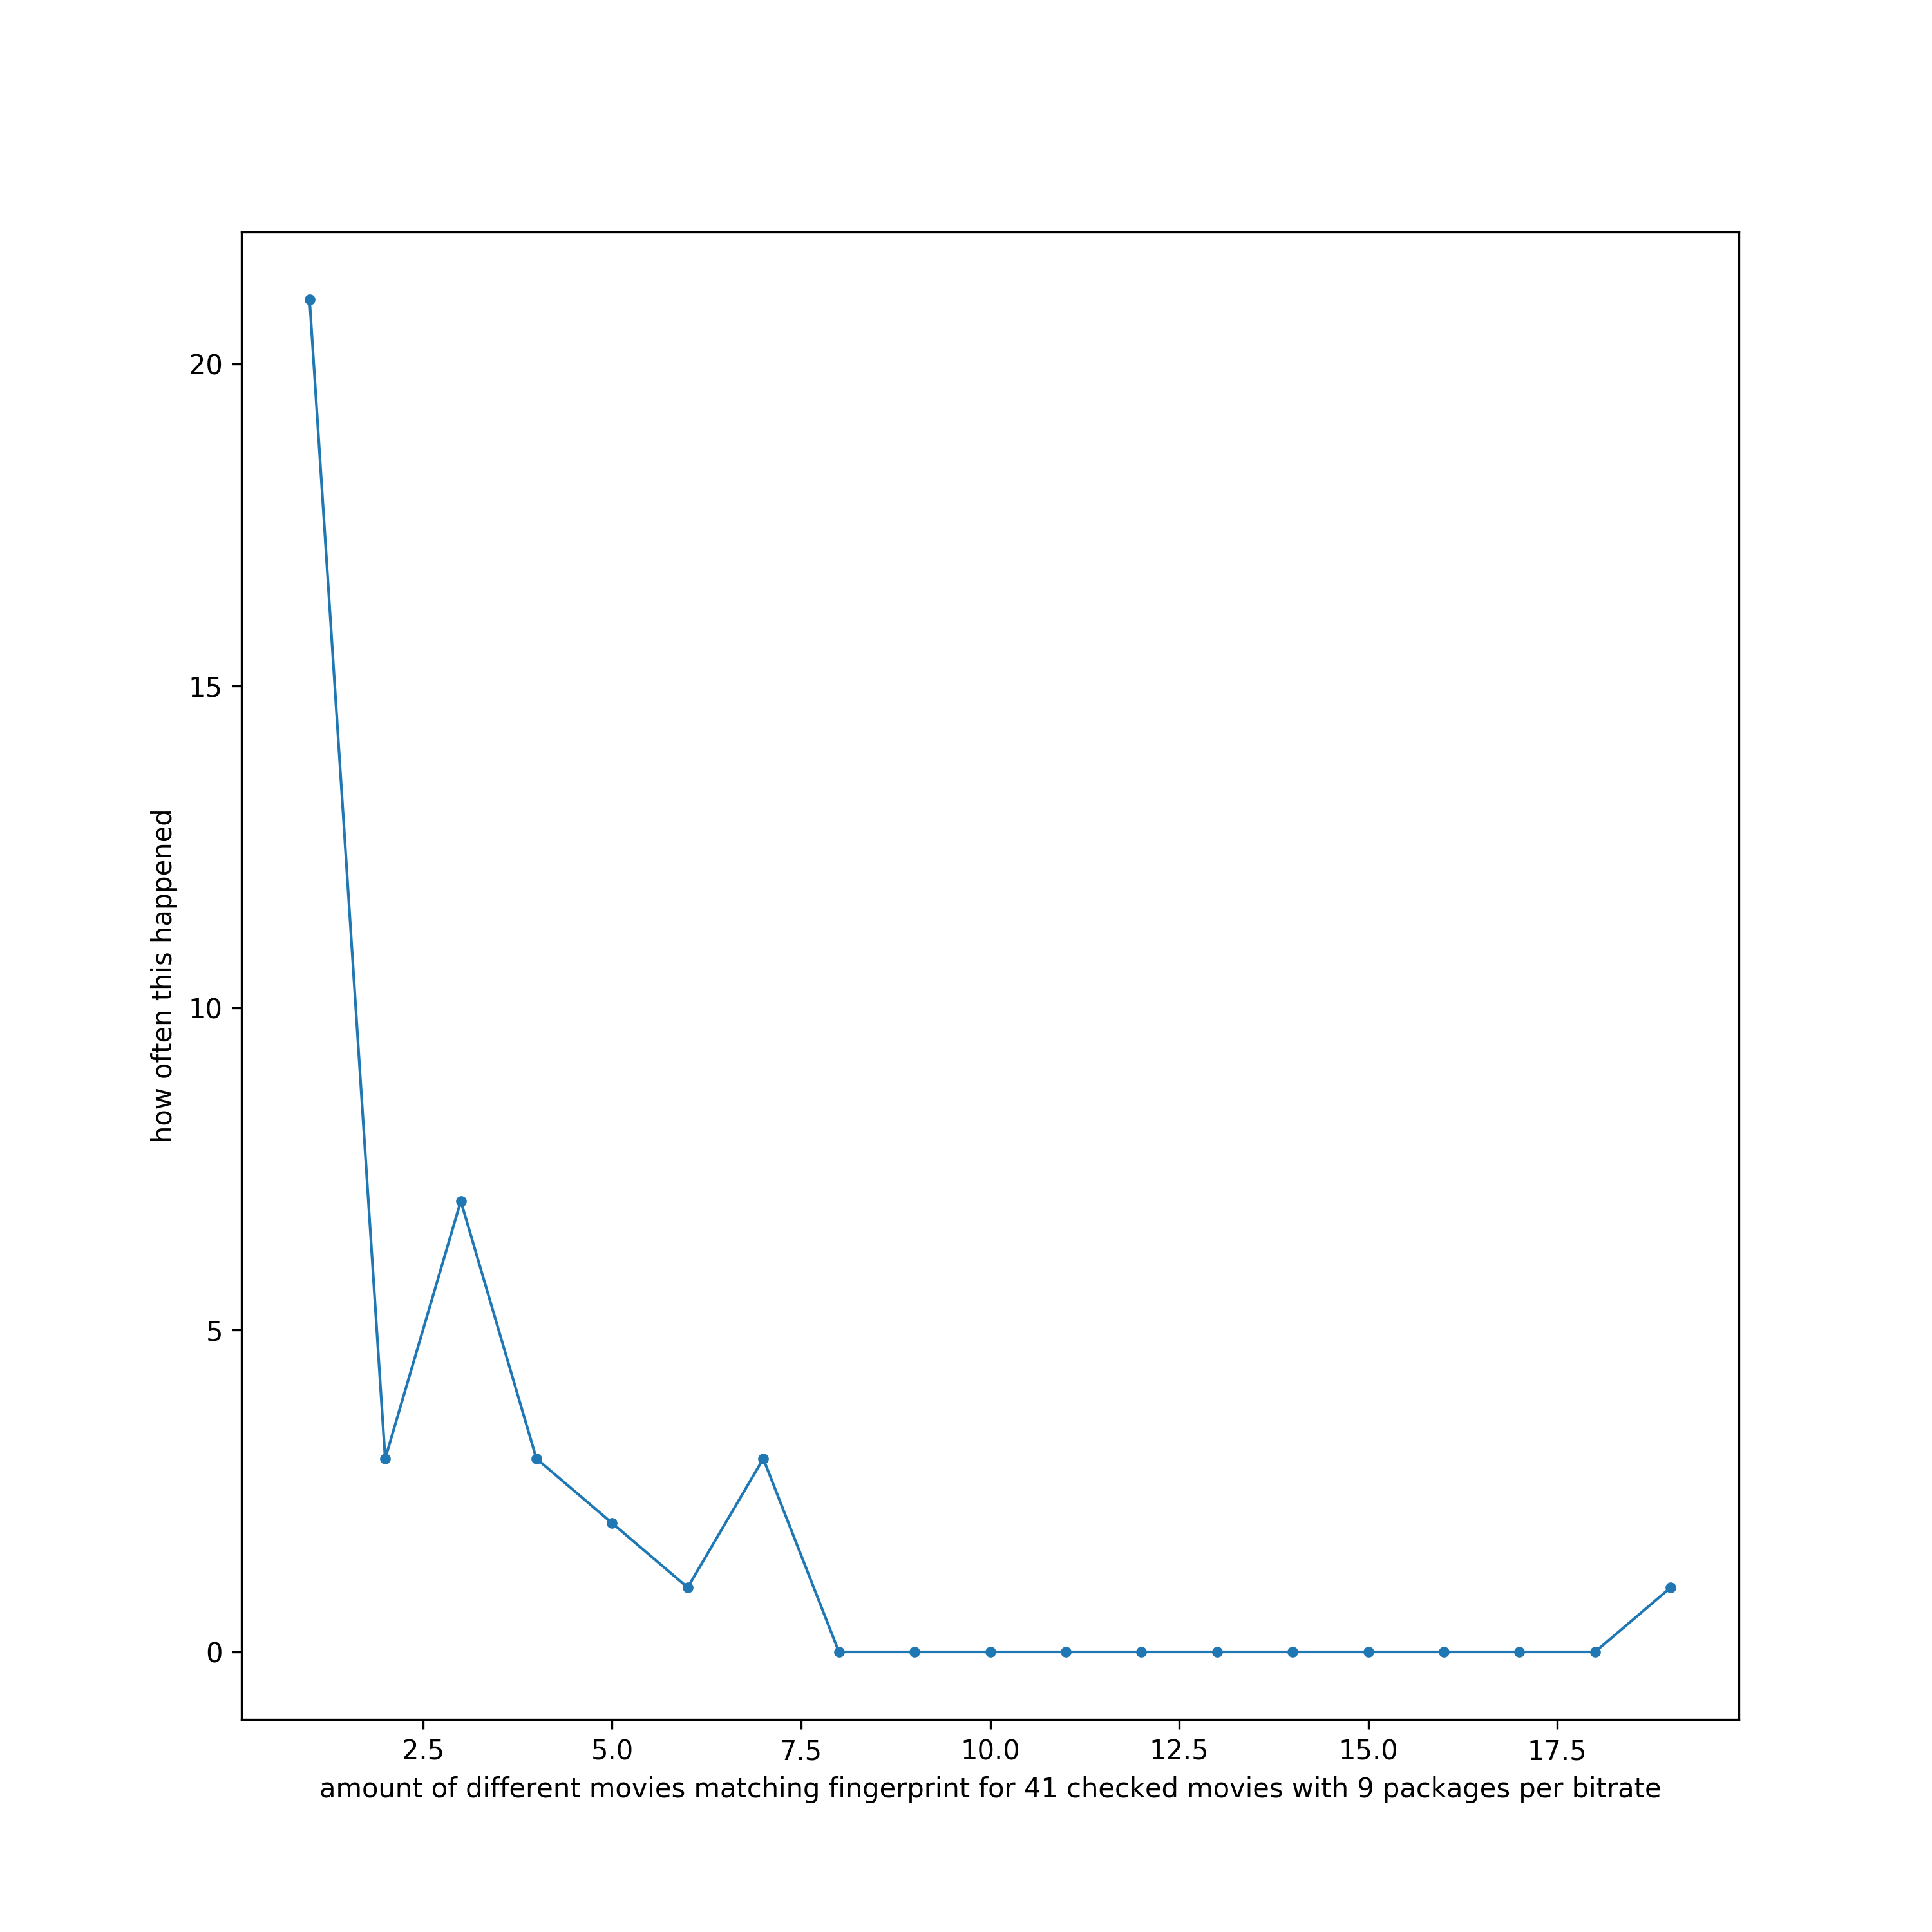 20
15
10
5
0
how often this happened
2.5 5.0 7.5 10.0 12.5 15.0 17.5
amount of different movies matching fingerprint for 41 checked movies with 9 packages per bitrate